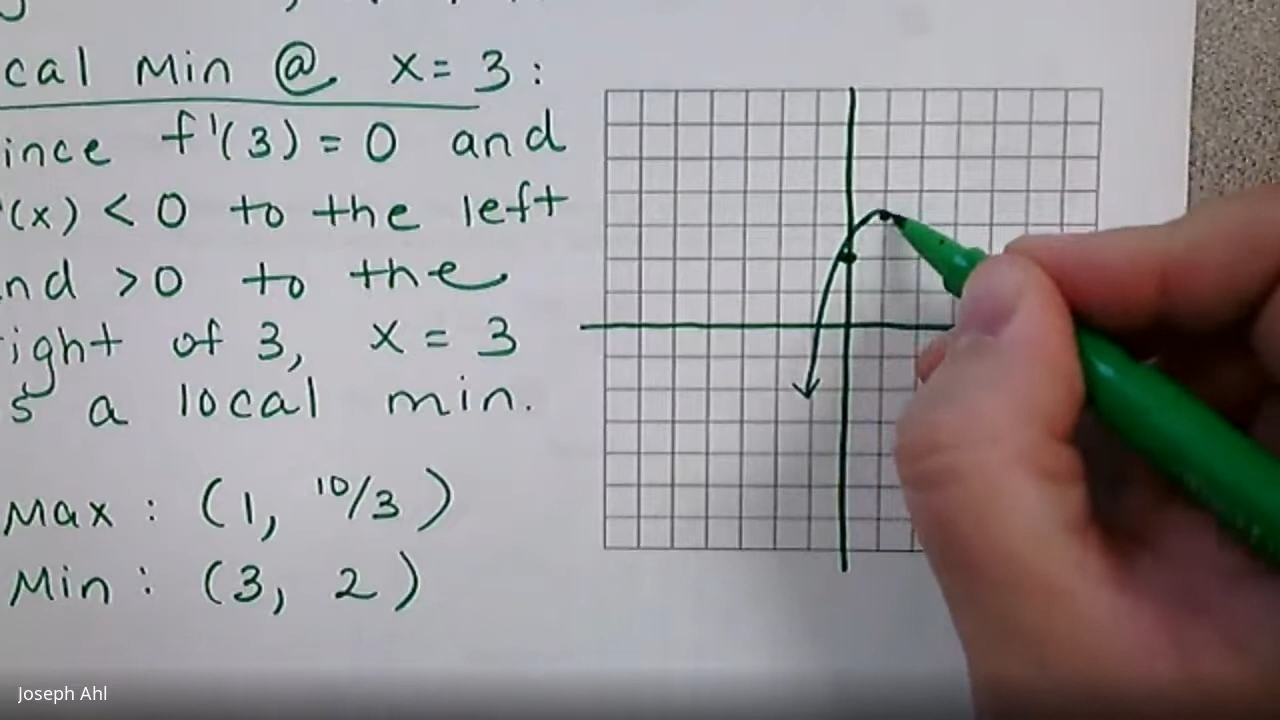 cal Min @ x = 3 :
ince f'(3) = 0 and
'(x) < 0 to the left
nd > 0 to the
ight of 3, x = 3
s a local min.
Max : (1, 10/3)
Min : (3, 2)
Joseph Ahl